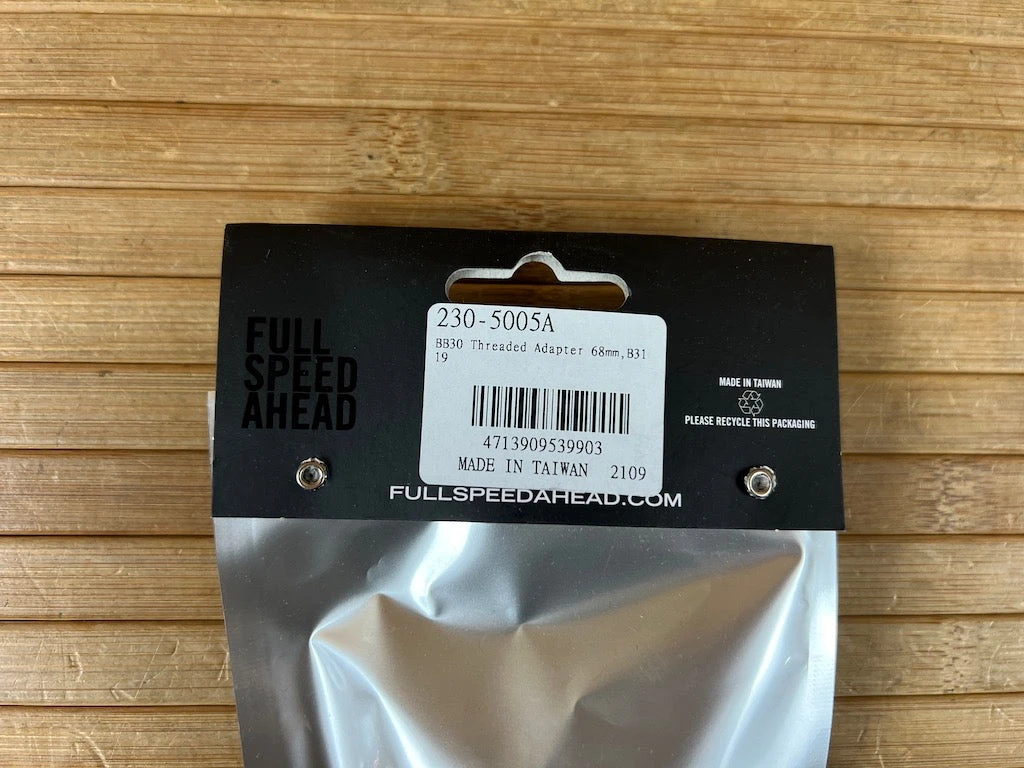 FULL
SPEED
AHEAD
230-5005A
BB30 Threaded Adapter 68mm,B31
19
4713909539903
MADE IN TAIWAN 2109
FULLSPEEDAHEAD.COM
MADE IN TAIWAN
PLEASE RECYCLE THIS PACKAGING